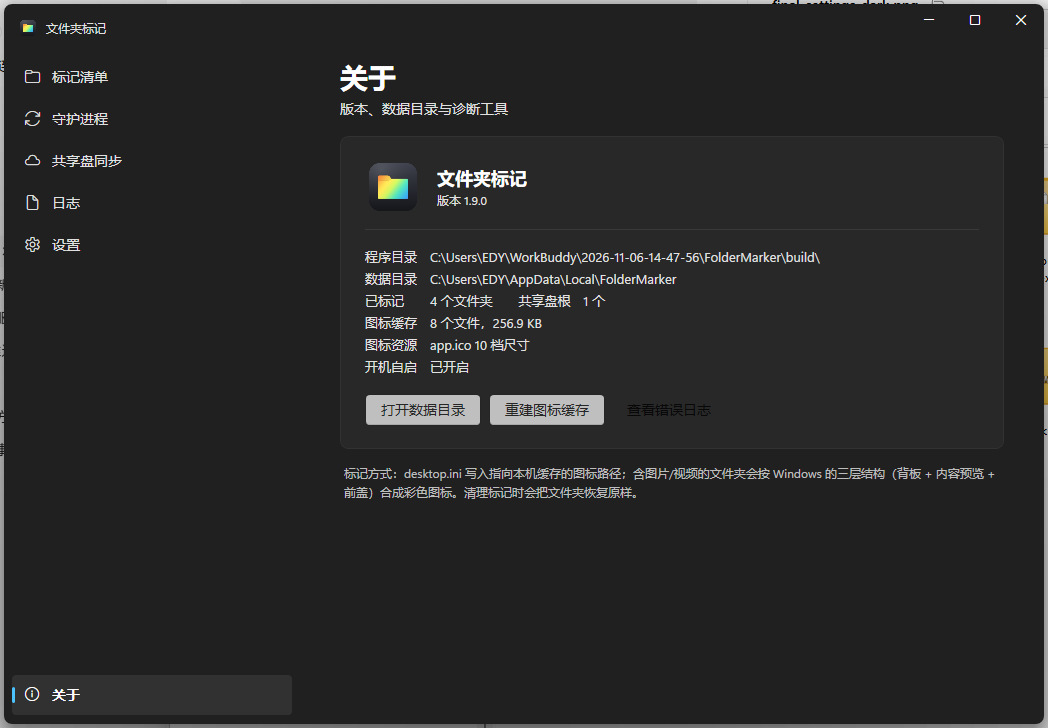 文件夹标记
标记清单
守护进程
共享盘同步
日志
设置
关于
关于
版本、数据目录与诊断工具
文件夹标记
版本 1.9.0
程序目录 C:\Users\EDY\WorkBuddy\2026-11-06-14-47-56\FolderMarker\build\
数据目录 C:\Users\EDY\AppData\Local\FolderMarker
已标记 4 个文件夹 共享盘根 1 个
图标缓存 8 个文件，256.9 KB
图标资源 app.ico 10 档尺寸
开机自启 已开启
打开数据目录 重建图标缓存 查看错误日志
标记方式：desktop.ini 写入指向本机缓存的图标路径；含图片/视频的文件夹会按 Windows 的三层结构（背板 + 内容预览 +
前盖）合成彩色图标。清理标记时会把文件夹恢复原样。